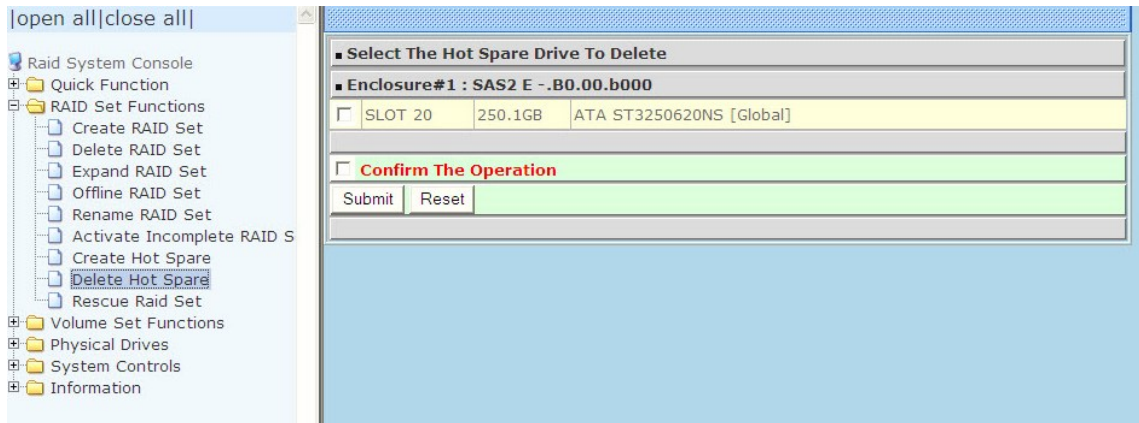 |open all|close all|
Raid System Console
Quick Function
RAID Set Functions
Create RAID Set
Delete RAID Set
Expand RAID Set
Offline RAID Set
Rename RAID Set
Activate Incomplete RAID S
Create Hot Spare
Delete Hot Spare
Rescue Raid Set
Volume Set Functions
Physical Drives
System Controls
Information
Select The Hot Spare Drive To Delete
Enclosure#1 : SAS2 E -.B0.00.b000
SLOT 20 250.1GB ATA ST3250620NS [Global]
Confirm The Operation
Submit Reset